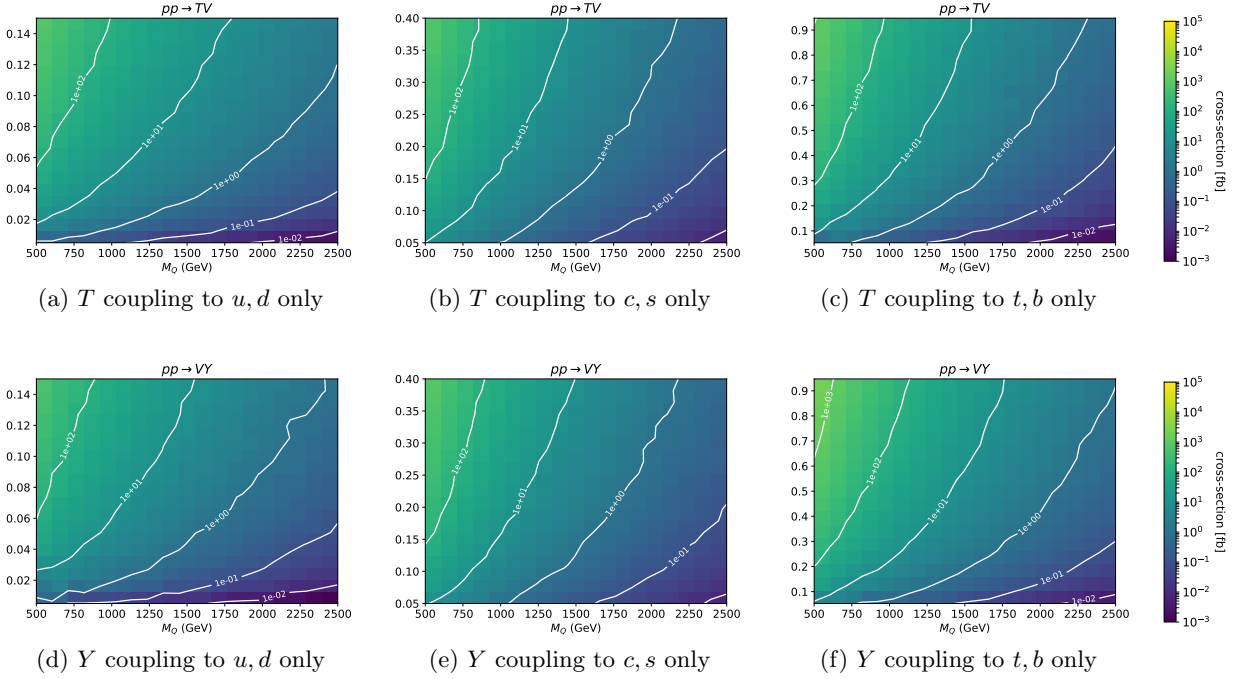 pp → TV
pp → TV
pp → TV
0.14
0.12
0.10
0.08
0.06
0.04
0.02
1e+02
1e+01
1e+00
1e-01
1e-02
500 750 1000 1250 1500 1750 2000 2250 2500
M_Q (GeV)
0.40
0.35
0.30
0.25
0.20
0.15
0.10
0.05
1e+02
1e+01
1e+00
1e-01
500 750 1000 1250 1500 1750 2000 2250 2500
M_Q (GeV)
0.9
0.8
0.7
0.6
0.5
0.4
0.3
0.2
0.1
1e+02
1e+01
1e+00
1e-01
1e-02
500 750 1000 1250 1500 1750 2000 2250 2500
M_Q (GeV)
10^5
10^4
10^3
10^2
10^1
10^0
10^-1
10^-2
10^-3
cross-section [fb]
(a) T coupling to u, d only
(b) T coupling to c, s only
(c) T coupling to t, b only
pp → VY
pp → VY
pp → VY
0.14
0.12
0.10
0.08
0.06
0.04
0.02
1e+02
1e+01
1e+00
1e-01
1e-02
500 750 1000 1250 1500 1750 2000 2250 2500
M_Q (GeV)
0.40
0.35
0.30
0.25
0.20
0.15
0.10
0.05
1e+02
1e+01
1e+00
1e-01
500 750 1000 1250 1500 1750 2000 2250 2500
M_Q (GeV)
0.9
0.8
0.7
0.6
0.5
0.4
0.3
0.2
0.1
1e+03
1e+02
1e+01
1e+00
1e-01
1e-02
500 750 1000 1250 1500 1750 2000 2250 2500
M_Q (GeV)
10^5
10^4
10^3
10^2
10^1
10^0
10^-1
10^-2
10^-3
cross-section [fb]
(d) Y coupling to u, d only
(e) Y coupling to c, s only
(f) Y coupling to t, b only